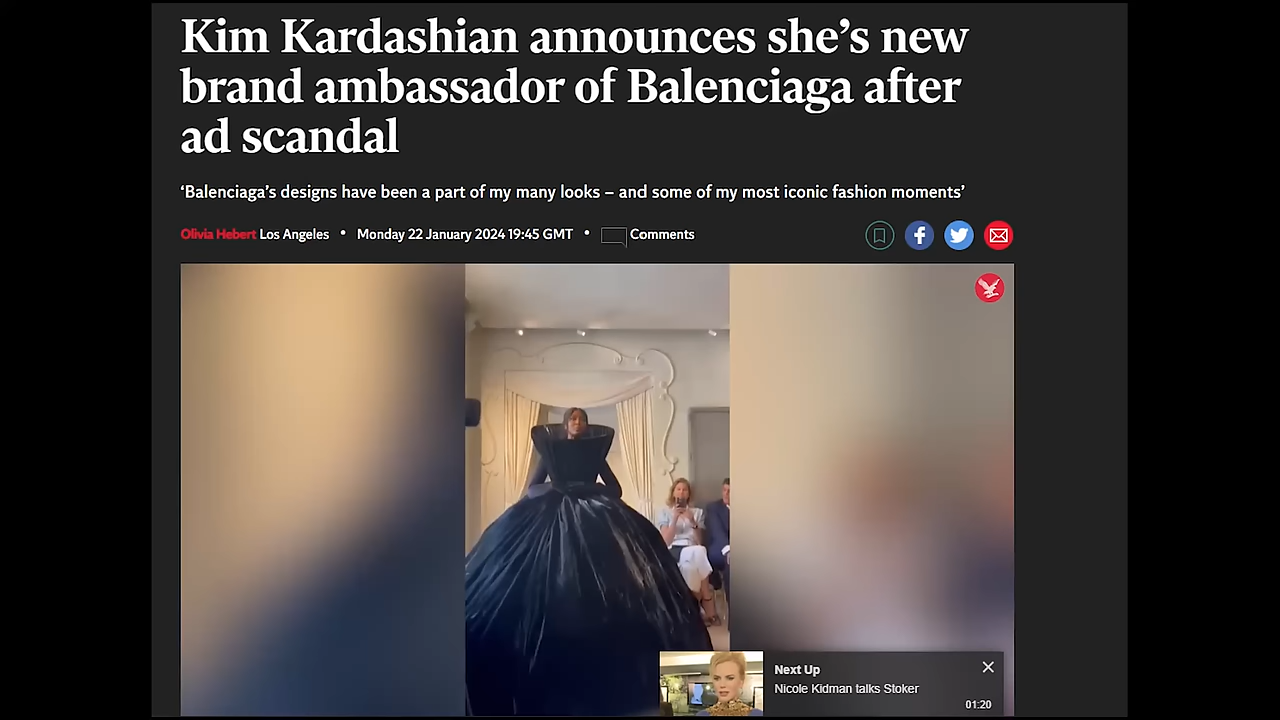 Kim Kardashian announces she’s new
brand ambassador of Balenciaga after
ad scandal
‘Balenciaga’s designs have been a part of my many looks – and some of my most iconic fashion moments’
Olivia Hebert Los Angeles • Monday 22 January 2024 19:45 GMT • Comments
Next Up
Nicole Kidman talks Stoker
01:20